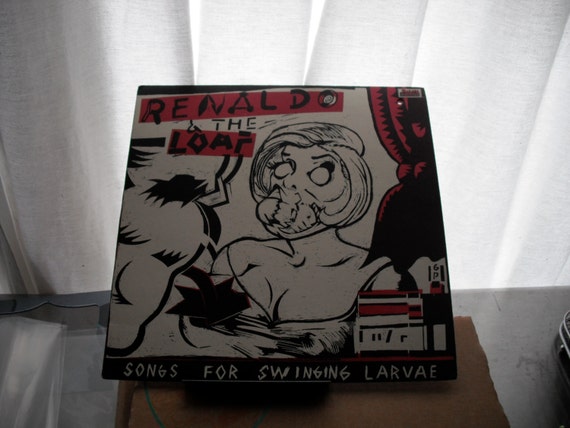 RENALDO
& THE
LOAF
SONGS FOR SWINGING LARVAE